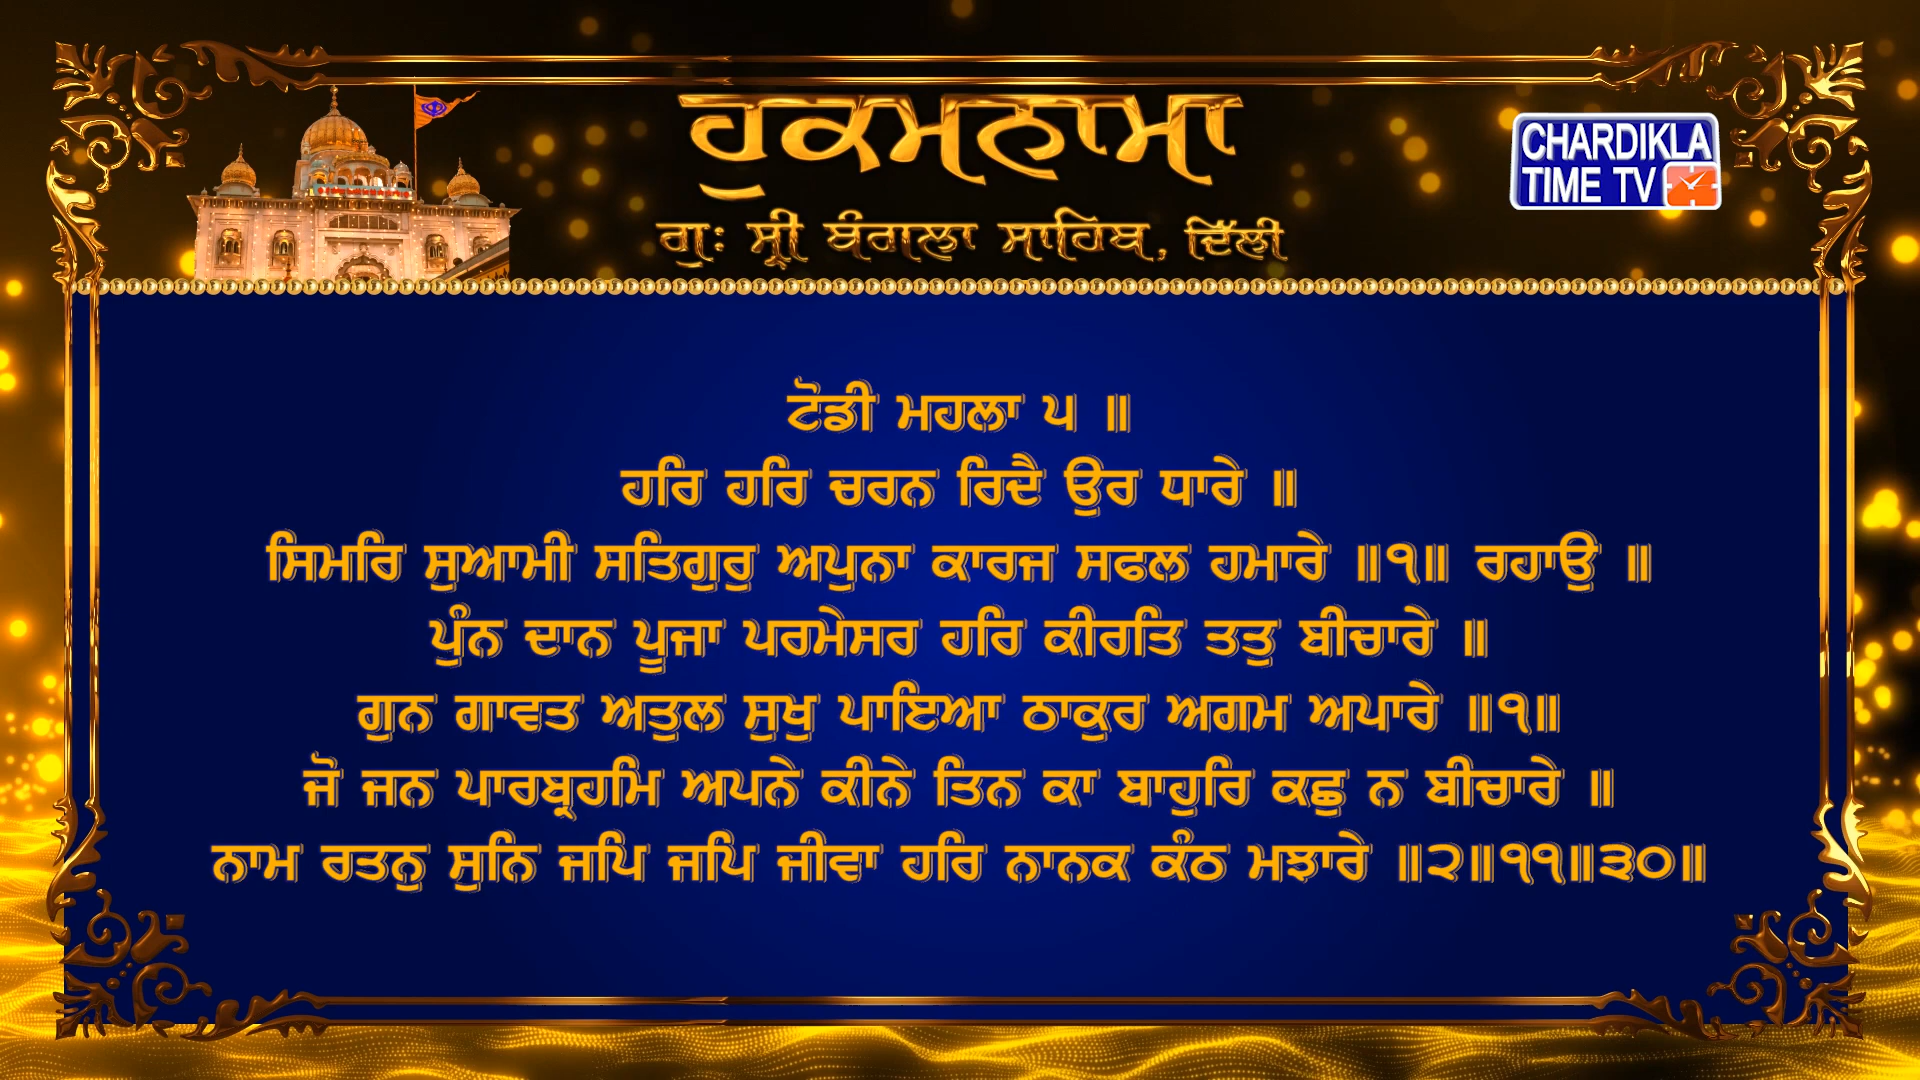 ਹੁਕਮਨਾਮਾ
ਗੁਃ ਸ੍ਰੀ ਬੰਗਲਾ ਸਾਹਿਬ, ਦਿੱਲੀ
CHARDIKLA
TIME TV
ਟੋਡੀ ਮਹਲਾ ੫ ॥
ਹਰਿ ਹਰਿ ਚਰਨ ਰਿਦੈ ਉਰ ਧਾਰੇ ॥
ਸਿਮਰਿ ਸੁਆਮੀ ਸਤਿਗੁਰੁ ਅਪੁਨਾ ਕਾਰਜ ਸਫਲ ਹਮਾਰੇ ॥੧॥ ਰਹਾਉ ॥
ਪੁੰਨ ਦਾਨ ਪੂਜਾ ਪਰਮੇਸਰ ਹਰਿ ਕੀਰਤਿ ਤਤੁ ਬੀਚਾਰੇ ॥
ਗੁਨ ਗਾਵਤ ਅਤੁਲ ਸੁਖੁ ਪਾਇਆ ਠਾਕੁਰ ਅਗਮ ਅਪਾਰੇ ॥੧॥
ਜੋ ਜਨ ਪਾਰਬ੍ਰਹਮਿ ਅਪਨੇ ਕੀਨੇ ਤਿਨ ਕਾ ਬਾਹੁਰਿ ਕਛੁ ਨ ਬੀਚਾਰੇ ॥
ਨਾਮ ਰਤਨੁ ਸੁਨਿ ਜਪਿ ਜਪਿ ਜੀਵਾ ਹਰਿ ਨਾਨਕ ਕੰਠ ਮਝਾਰੇ ॥੨॥੧੧॥੩੦॥